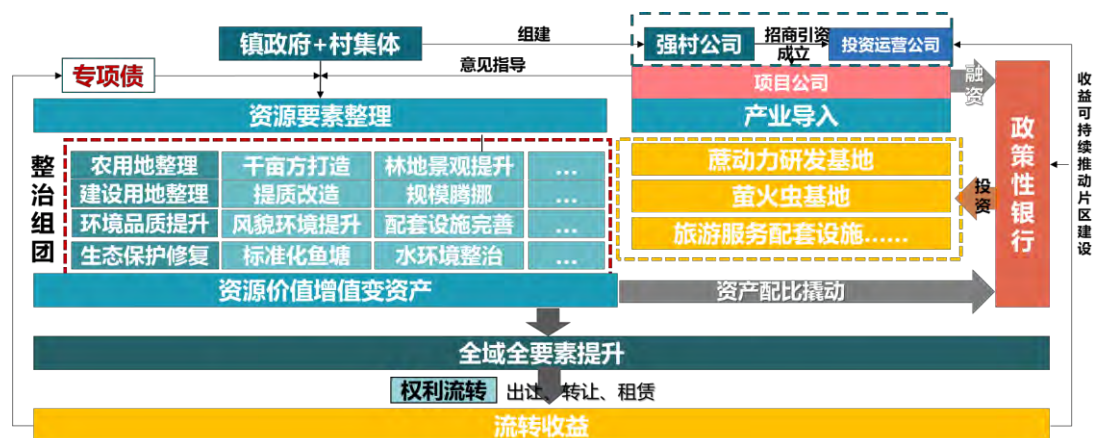 镇政府+村集体
组建
强村公司
招商引资
成立
投资运营公司
专项债
意见指导
项目公司
融资
资源要素整理
产业导入
整治组团
农用地整理
千亩方打造
林地景观提升
...
建设用地整理
提质改造
规模腾挪
...
环境品质提升
风貌环境提升
配套设施完善
...
生态保护修复
标准化鱼塘
水环境整治
...
蔗动力研发基地
萤火虫基地
旅游服务配套设施......
投资
政策性银行
收益可持续推动片区建设
资源价值增值变资产
资产配比撬动
全域全要素提升
权利流转
出让、转让、租赁
流转收益